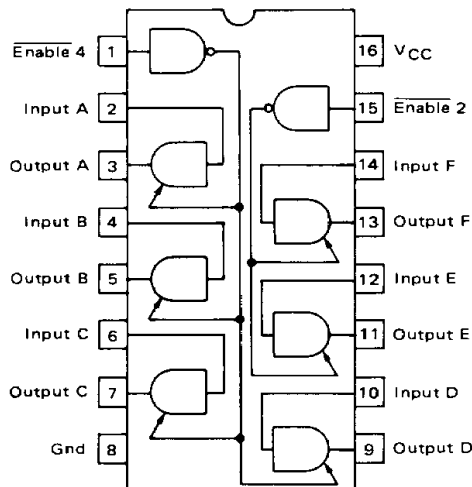 Enable 4 1
Input A 2
Output A 3
Input B 4
Output B 5
Input C 6
Output C 7
Gnd 8
16 VCC
15 Enable 2
14 Input F
13 Output F
12 Input E
11 Output E
10 Input D
9 Output D